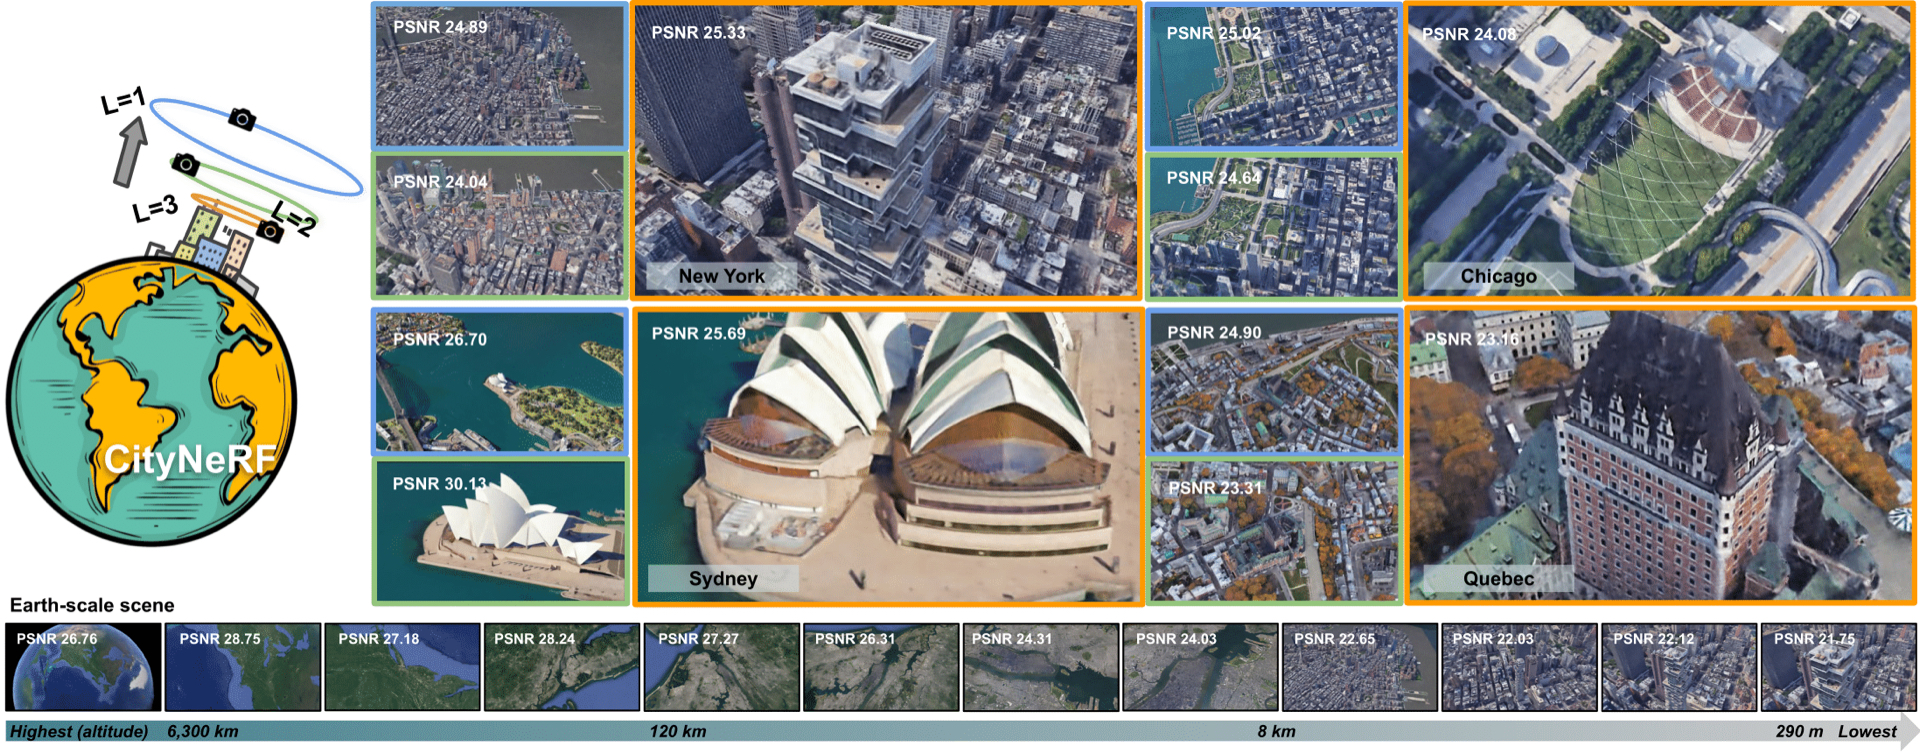 L=1
L=3
L=2
CityNeRF
PSNR 24.89
PSNR 24.04
PSNR 25.33
New York
PSNR 25.02
PSNR 24.64
PSNR 24.08
Chicago
PSNR 26.70
PSNR 30.13
PSNR 25.69
Sydney
PSNR 24.90
PSNR 23.31
PSNR 23.16
Quebec
Earth-scale scene
PSNR 26.76
PSNR 28.75
PSNR 27.18
PSNR 28.24
PSNR 27.27
PSNR 26.31
PSNR 24.31
PSNR 24.03
PSNR 22.65
PSNR 22.03
PSNR 22.12
PSNR 21.75
Highest (altitude) 6,300 km 120 km 8 km 290 m Lowest